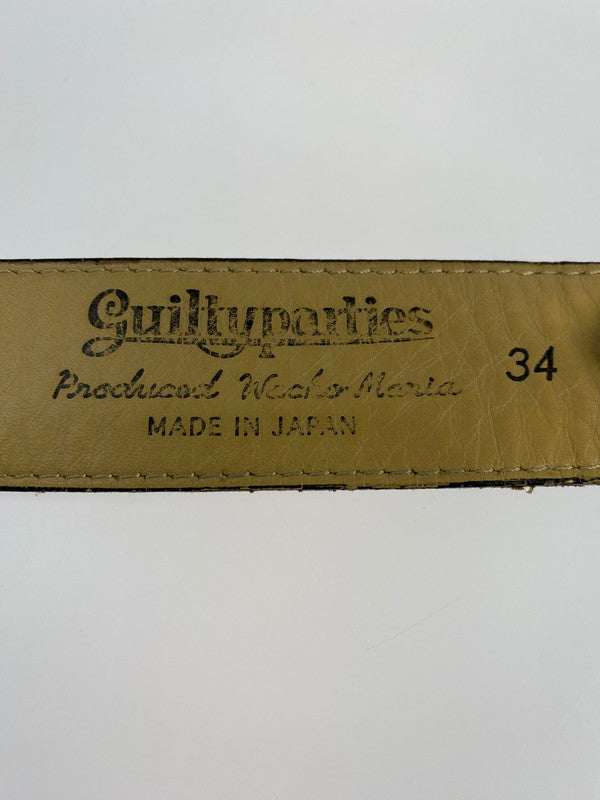 Guiltyparties
Produced Wacko Maria
34
MADE IN JAPAN